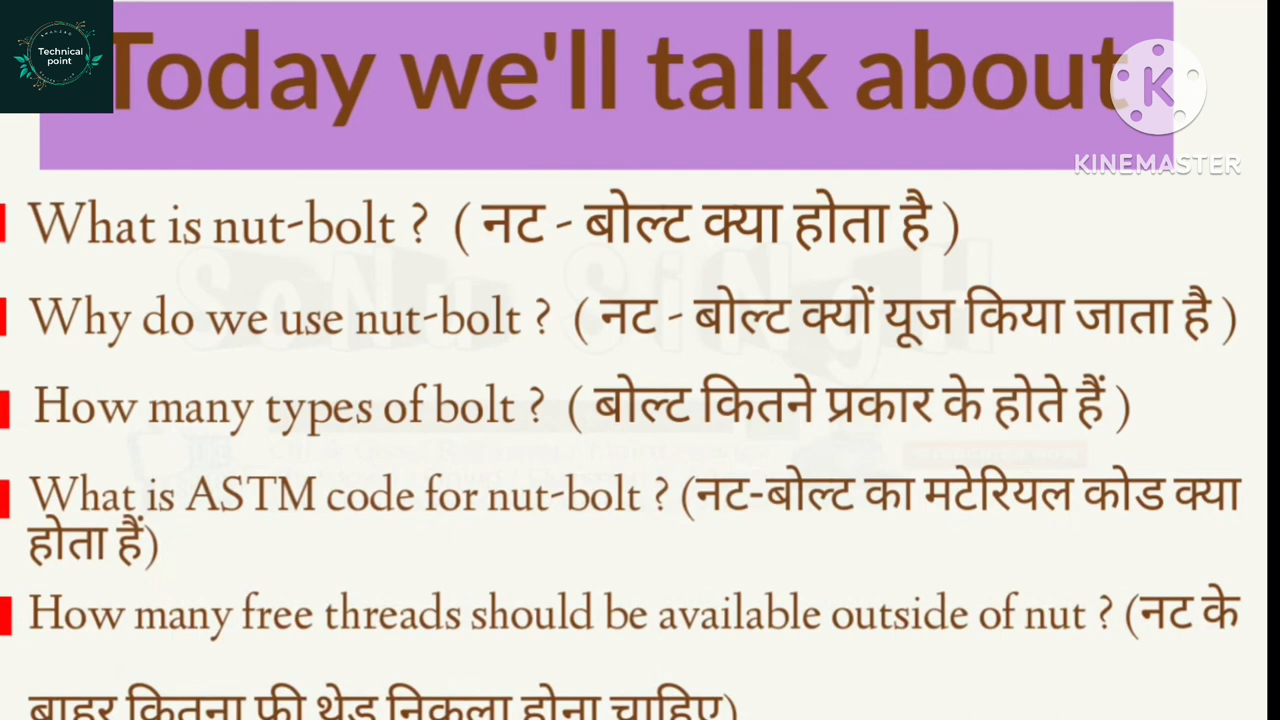 Technical
point
Today we'll talk about
K
KINEMASTER
What is nut-bolt ? ( नट - बोल्ट क्या होता है )
Why do we use nut-bolt ? ( नट - बोल्ट क्यों यूज किया जाता है )
How many types of bolt ? ( बोल्ट कितने प्रकार के होते हैं )
What is ASTM code for nut-bolt ? (नट-बोल्ट का मटेरियल कोड क्या
होता हैं)
How many free threads should be available outside of nut ? (नट के
बाहर कितना फ्री थ्रेड निकला होना चाहिए)
SoNu SiNgH